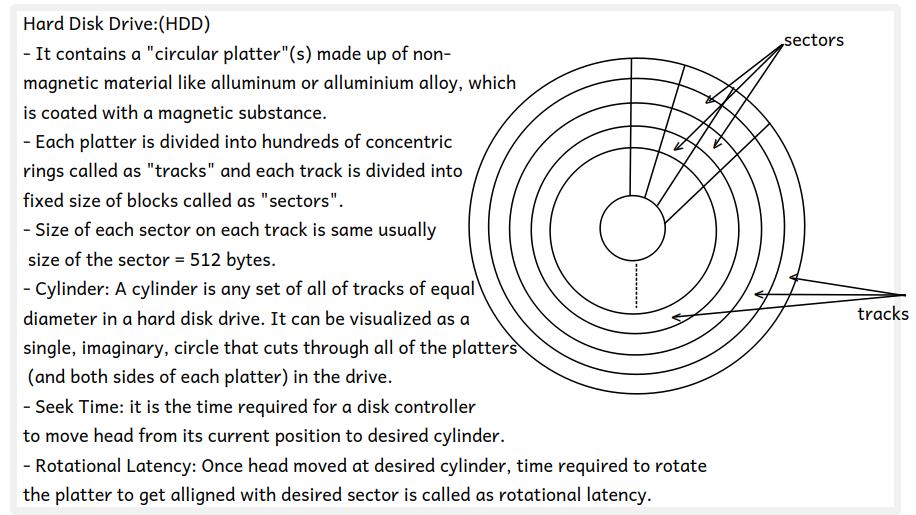 Hard Disk Drive:(HDD)
- It contains a "circular platter"(s) made up of non-
magnetic material like alluminum or alluminium alloy, which
is coated with a magnetic substance.
- Each platter is divided into hundreds of concentric
rings called as "tracks" and each track is divided into
fixed size of blocks called as "sectors".
- Size of each sector on each track is same usually
size of the sector = 512 bytes.
- Cylinder: A cylinder is any set of all of tracks of equal
diameter in a hard disk drive. It can be visualized as a
single, imaginary, circle that cuts through all of the platters
(and both sides of each platter) in the drive.
- Seek Time: it is the time required for a disk controller
to move head from its current position to desired cylinder.
- Rotational Latency: Once head moved at desired cylinder, time required to rotate
the platter to get alligned with desired sector is called as rotational latency.
sectors
tracks